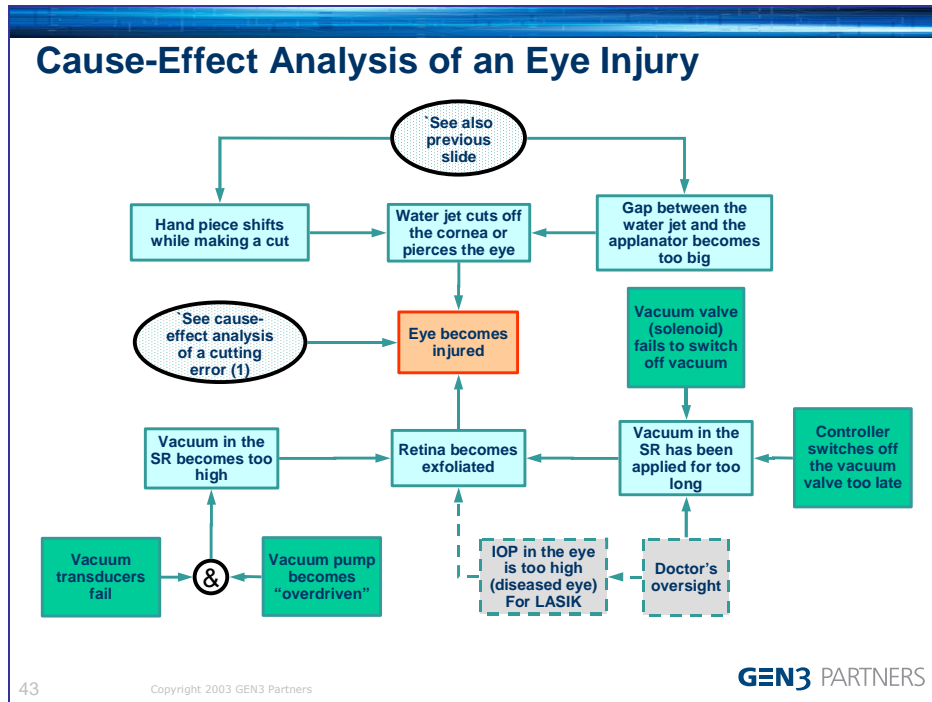 Cause-Effect Analysis of an Eye Injury
`See also
previous
slide
Hand piece shifts
while making a cut
Water jet cuts off
the cornea or
pierces the eye
Gap between the
water jet and the
applanator becomes
too big
`See cause-
effect analysis
of a cutting
error (1)
Eye becomes
injured
Vacuum valve
(solenoid)
fails to switch
off vacuum
Vacuum in the
SR becomes too
high
Retina becomes
exfoliated
Vacuum in the
SR has been
applied for too
long
Controller
switches off
the vacuum
valve too late
Vacuum
transducers
fail
&
Vacuum pump
becomes
“overdriven”
IOP in the eye
is too high
(diseased eye)
For LASIK
Doctor’s
oversight
43
Copyright 2003 GEN3 Partners
GEN3 PARTNERS